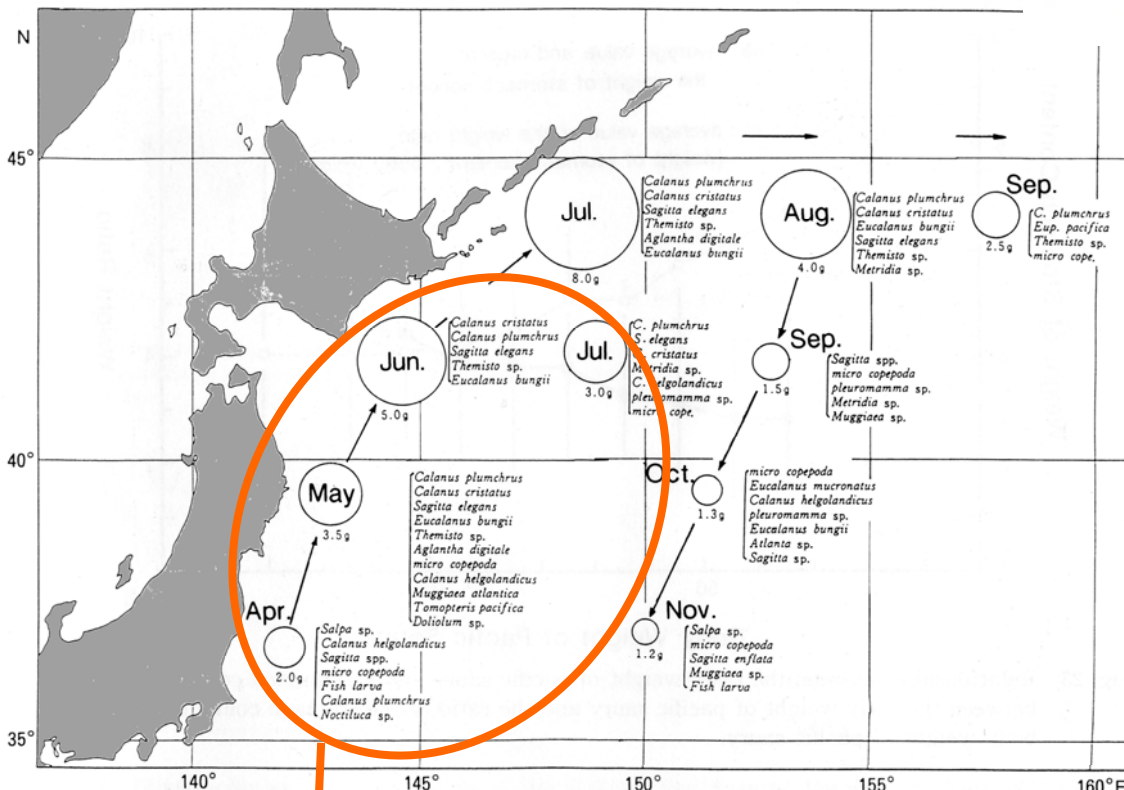 N
45°
40°
35°
140
145
150°
155°
160°E
Jul.
8.0g
Calanus plumchrus
Calanus cristatus
Sagitta elegans
Themisto sp.
Aglantha digitale
Eucalanus bungii
Aug.
4.0g
Calanus plumchrus
Calanus cristatus
Eucalanus bungii
Sagitta elegans
Themisto sp.
Metridia sp.
Sep.
2.5g
C. plumchrus
Eup. pacifica
Themisto sp.
micro cope.
Jun.
5.0g
Calanus cristatus
Calanus plumchrus
Sagitta elegans
Themisto sp.
Eucalanus bungii
Jul.
3.0g
C. plumchrus
S. elegans
cristatus
Metridia sp.
C. helgolandicus
pleuromamma sp.
micro cope.
Sep.
1.5g
Sagitta spp.
micro copepoda
pleuromamma sp.
Metridia sp.
Muggiaea sp.
May
3.5g
Calanus plumchrus
Calanus cristatus
Sagitta elegans
Eucalanus bungii
Themisto sp.
Aglantha digitale
micro copepoda
Calanus helgolandicus
Muggiaea atlantica
Tomopteris pacifica
Doliolum sp.
Oct.
1.3g
micro copepoda
Eucalanus mucronatus
Calanus helgolandicus
pleuromamma sp.
Eucalanus bungii
Atlanta sp.
Sagitta sp.
Apr.
2.0g
Salpa sp.
Calanus helgolandicus
Sagitta spp.
micro copepoda
Fish larva
Calanus plumchrus
Noctiluca sp.
Nov.
1.2g
Salpa sp.
micro copepoda
Sagitta enflata
Muggiaea sp.
Fish larva